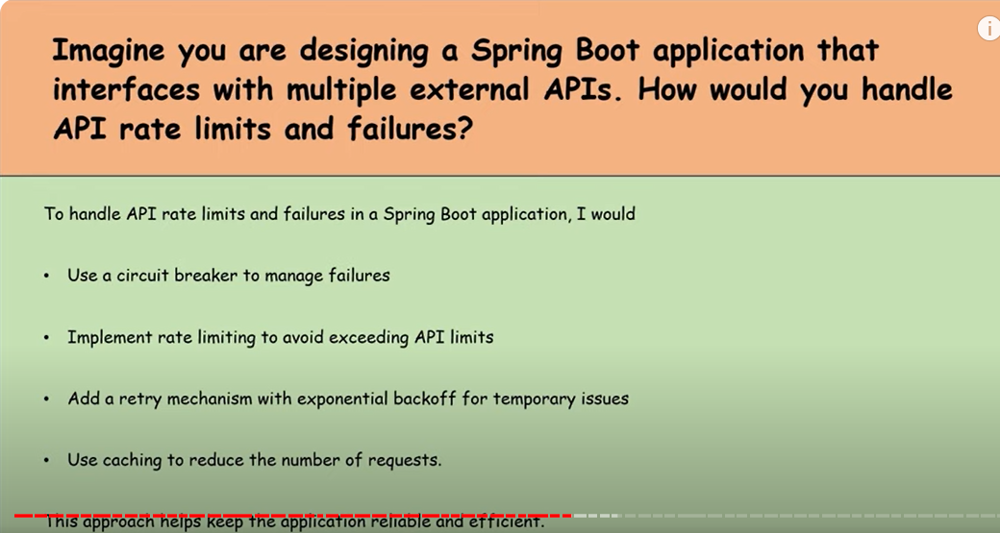 Imagine you are designing a Spring Boot application that
interfaces with multiple external APIs. How would you handle
API rate limits and failures?
To handle API rate limits and failures in a Spring Boot application, I would
• Use a circuit breaker to manage failures
• Implement rate limiting to avoid exceeding API limits
• Add a retry mechanism with exponential backoff for temporary issues
• Use caching to reduce the number of requests.
This approach helps keep the application reliable and efficient.